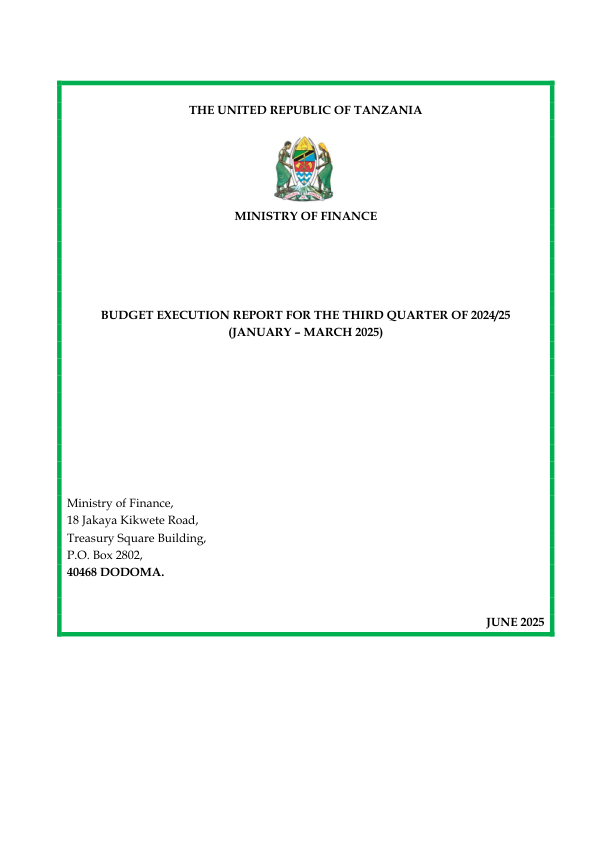 THE UNITED REPUBLIC OF TANZANIA
MINISTRY OF FINANCE
BUDGET EXECUTION REPORT FOR THE THIRD QUARTER OF 2024/25
(JANUARY – MARCH 2025)
Ministry of Finance,
18 Jakaya Kikwete Road,
Treasury Square Building,
P.O. Box 2802,
40468 DODOMA.
JUNE 2025